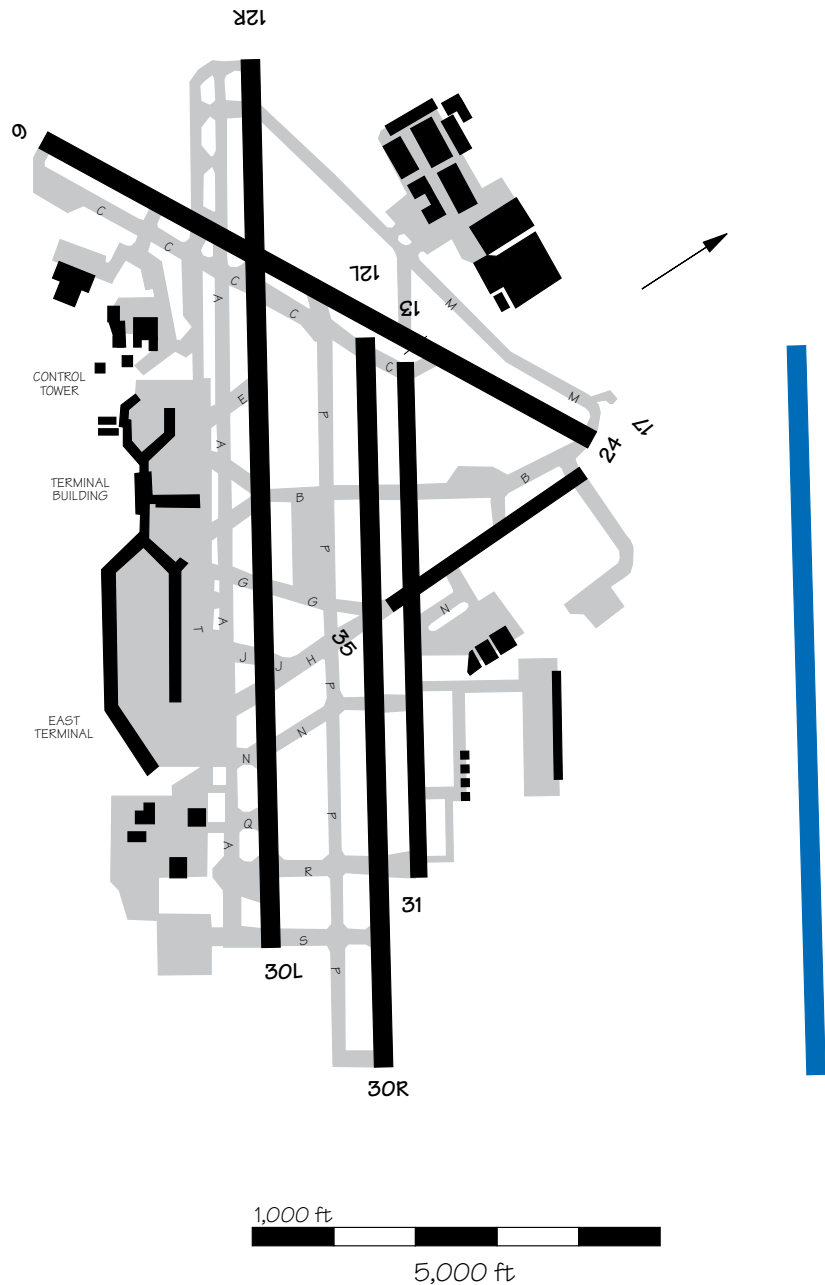 12R
6
C
C
12L
C
A
C
13
M
C
CONTROL
TOWER
E
P
M
17
A
24
TERMINAL
BUILDING
B
B
P
G
G
N
A
T
35
J
J
H
P
EAST
TERMINAL
N
N
P
Q
A
R
31
S
30L
P
30R
1,000 ft
5,000 ft